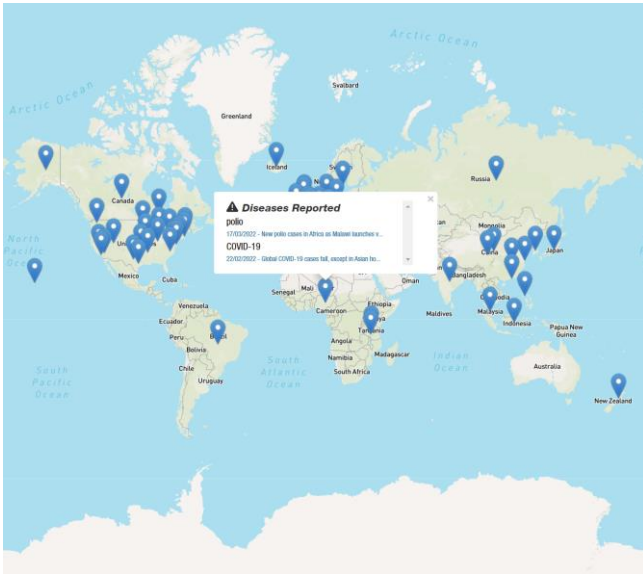 Arctic Ocean
Svalbard
Greenland
Arctic Ocean
Iceland
Russia
Canada
Diseases Reported
polio
17/03/2022 - New polio cases in Africa as Malawi launches v...
COVID-19
22/02/2022 - Global COVID-19 cases fall, except in Asian ho...
Mongolia
China
Japan
North
Pacific
Mexico
Cuba
Mali
Oman
Bangladesh
Senegal
Cameroon
Ethiopia
Maldives
Malaysia
Indonesia
Venezuela
Ecuador
Peru
Bolivia
Chile
Uruguay
Tanzania
Angola
Namibia
Madagascar
South Africa
Papua New
Guinea
Australia
New Zealand
South
Pacific
Ocean
South
Atlantic
Ocean
Indian
Ocean